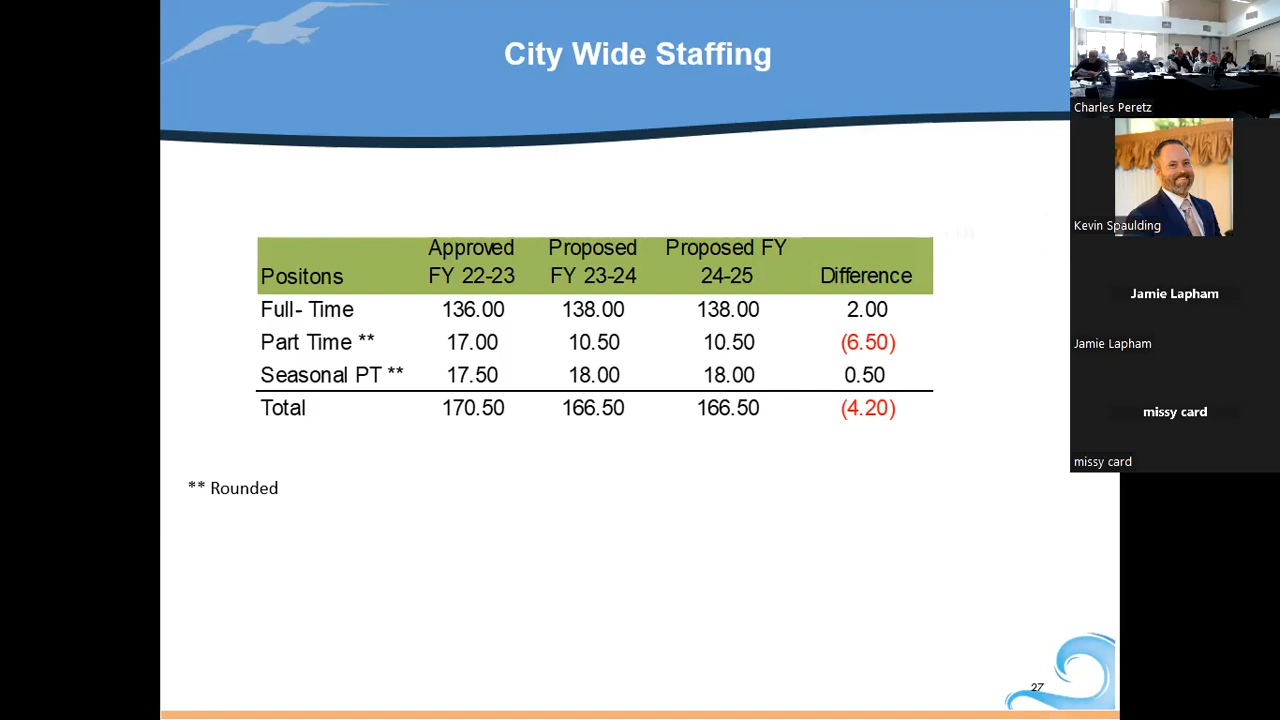 City Wide Staffing
Positons Approved FY 22-23 Proposed FY 23-24 Proposed FY 24-25 Difference
Full- Time 136.00 138.00 138.00 2.00
Part Time ** 17.00 10.50 10.50 (6.50)
Seasonal PT ** 17.50 18.00 18.00 0.50
Total 170.50 166.50 166.50 (4.20)
** Rounded
27
Charles Peretz
Kevin Spaulding
Jamie Lapham
Jamie Lapham
missy card
missy card